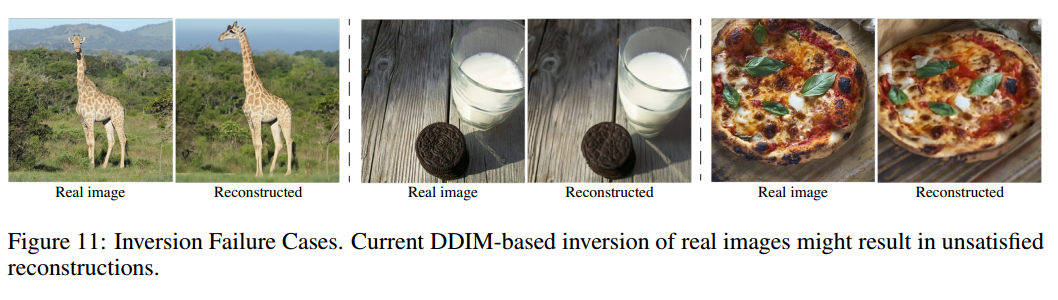 Real image
Reconstructed
Real image
Reconstructed
Real image
Reconstructed
Figure 11: Inversion Failure Cases. Current DDIM-based inversion of real images might result in unsatisfied
reconstructions.